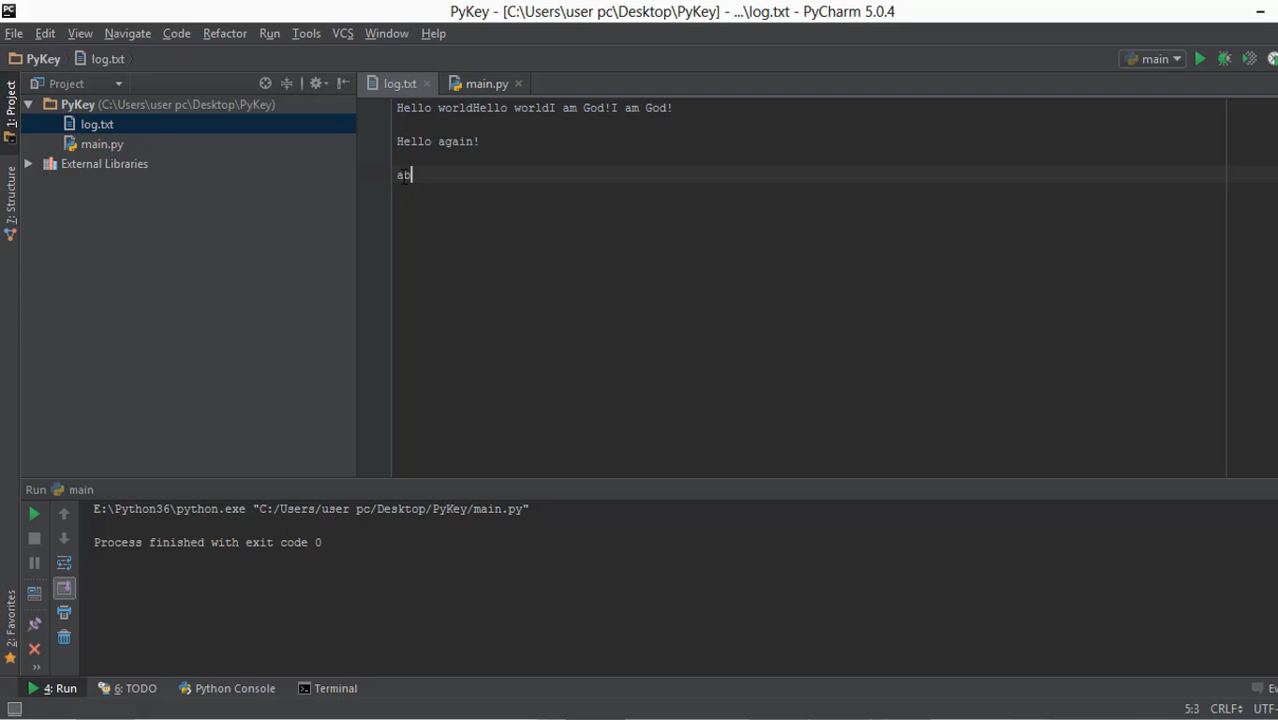 PC
PyKey - [C:\Users\user pc\Desktop\PyKey] - ...\log.txt - PyCharm 5.0.4
File Edit View Navigate Code Refactor Run Tools VCS Window Help
PyKey log.txt main
1: Project
7: Structure
2: Favorites
Project
PyKey (C:\Users\user pc\Desktop\PyKey)
log.txt
main.py
External Libraries
log.txt main.py
Hello worldHello worldI am God!I am God!
Hello again!
ab
Run main
E:\Python36\python.exe "C:/Users/user pc/Desktop/PyKey/main.py"
Process finished with exit code 0
4: Run 6: TODO Python Console Terminal
5:3 CRLF UTF-